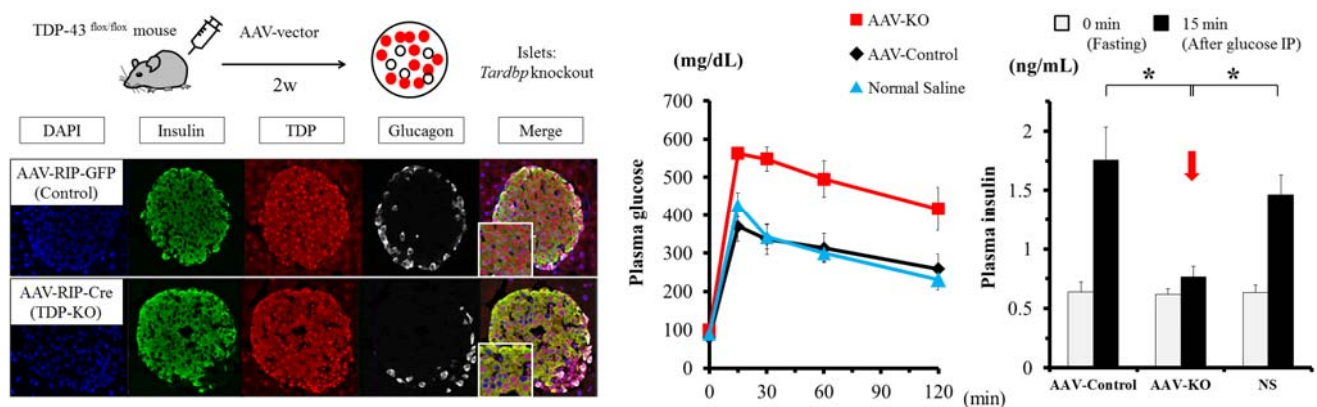 TDP-43 flox/flox mouse
AAV-vector
2w
Islets:
Tardbp knockout
DAPI
Insulin
TDP
Glucagon
Merge
AAV-RIP-GFP
(Control)
AAV-RIP-Cre
(TDP-KO)
AAV-KO
AAV-Control
Normal Saline
(mg/dL)
Plasma glucose
700
600
500
400
300
200
100
0
0
30
60
90
120
(min)
0 min
(Fasting)
15 min
(After glucose IP)
(ng/mL)
*
*
Plasma insulin
2
1.5
1
0.5
0
AAV-Control
AAV-KO
NS